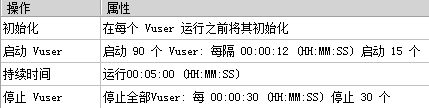 操作 属性
初始化 在每个 Vuser 运行之前将其初始化
启动 Vuser 启动 90 个 Vuser: 每隔 00:00:12 (HH:MM:SS) 启动 15 个
持续时间 运行00:05:00 (HH:MM:SS)
停止 Vuser 停止全部Vuser: 每 00:00:30 (HH:MM:SS) 停止 30 个